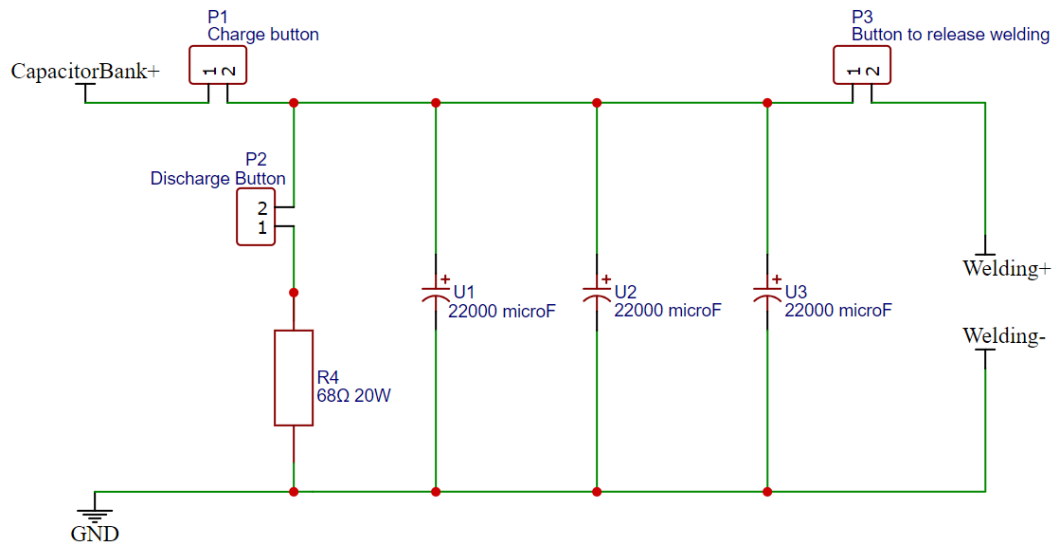 P1
Charge button
1 2
CapacitorBank+
P3
Button to release welding
1 2
P2
Discharge Button
2
1
U1
22000 microF
U2
22000 microF
U3
22000 microF
Welding+
Welding-
R4
68Ω 20W
GND